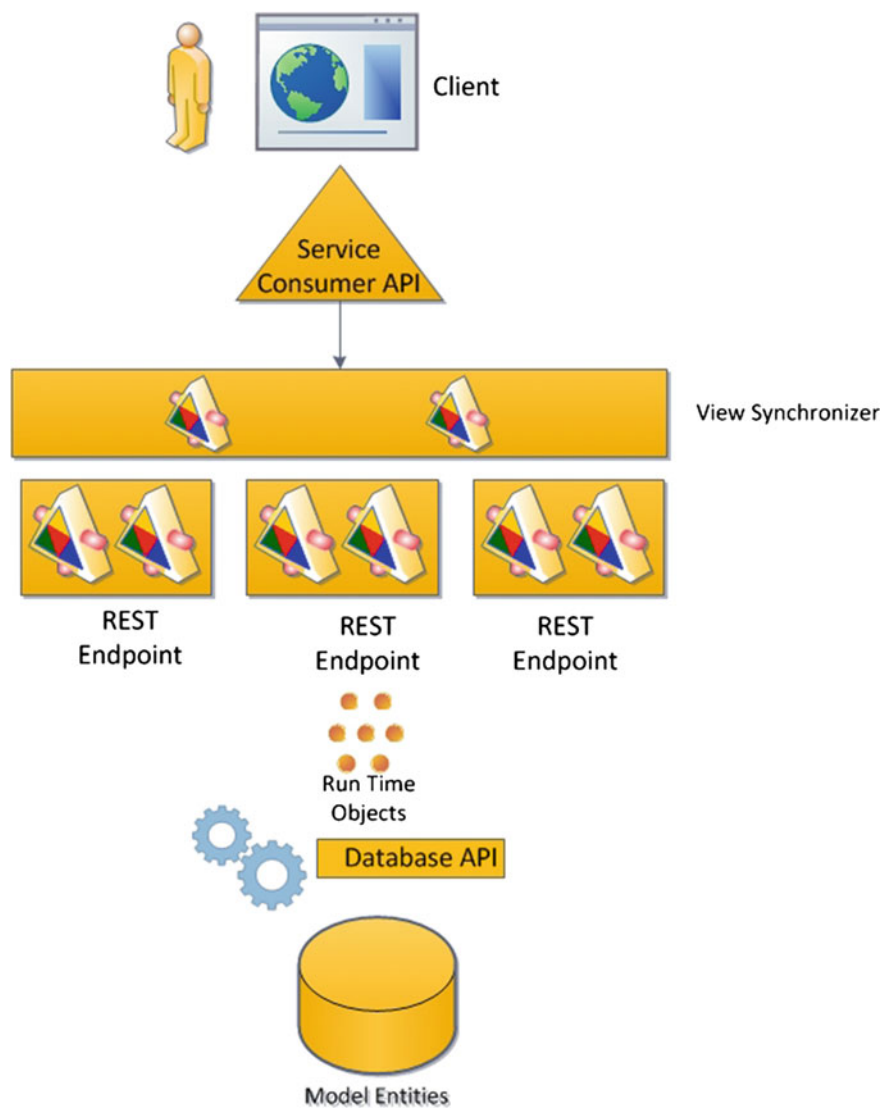 Client
Service
Consumer API
View Synchronizer
REST
Endpoint
REST
Endpoint
REST
Endpoint
Run Time
Objects
Database API
Model Entities